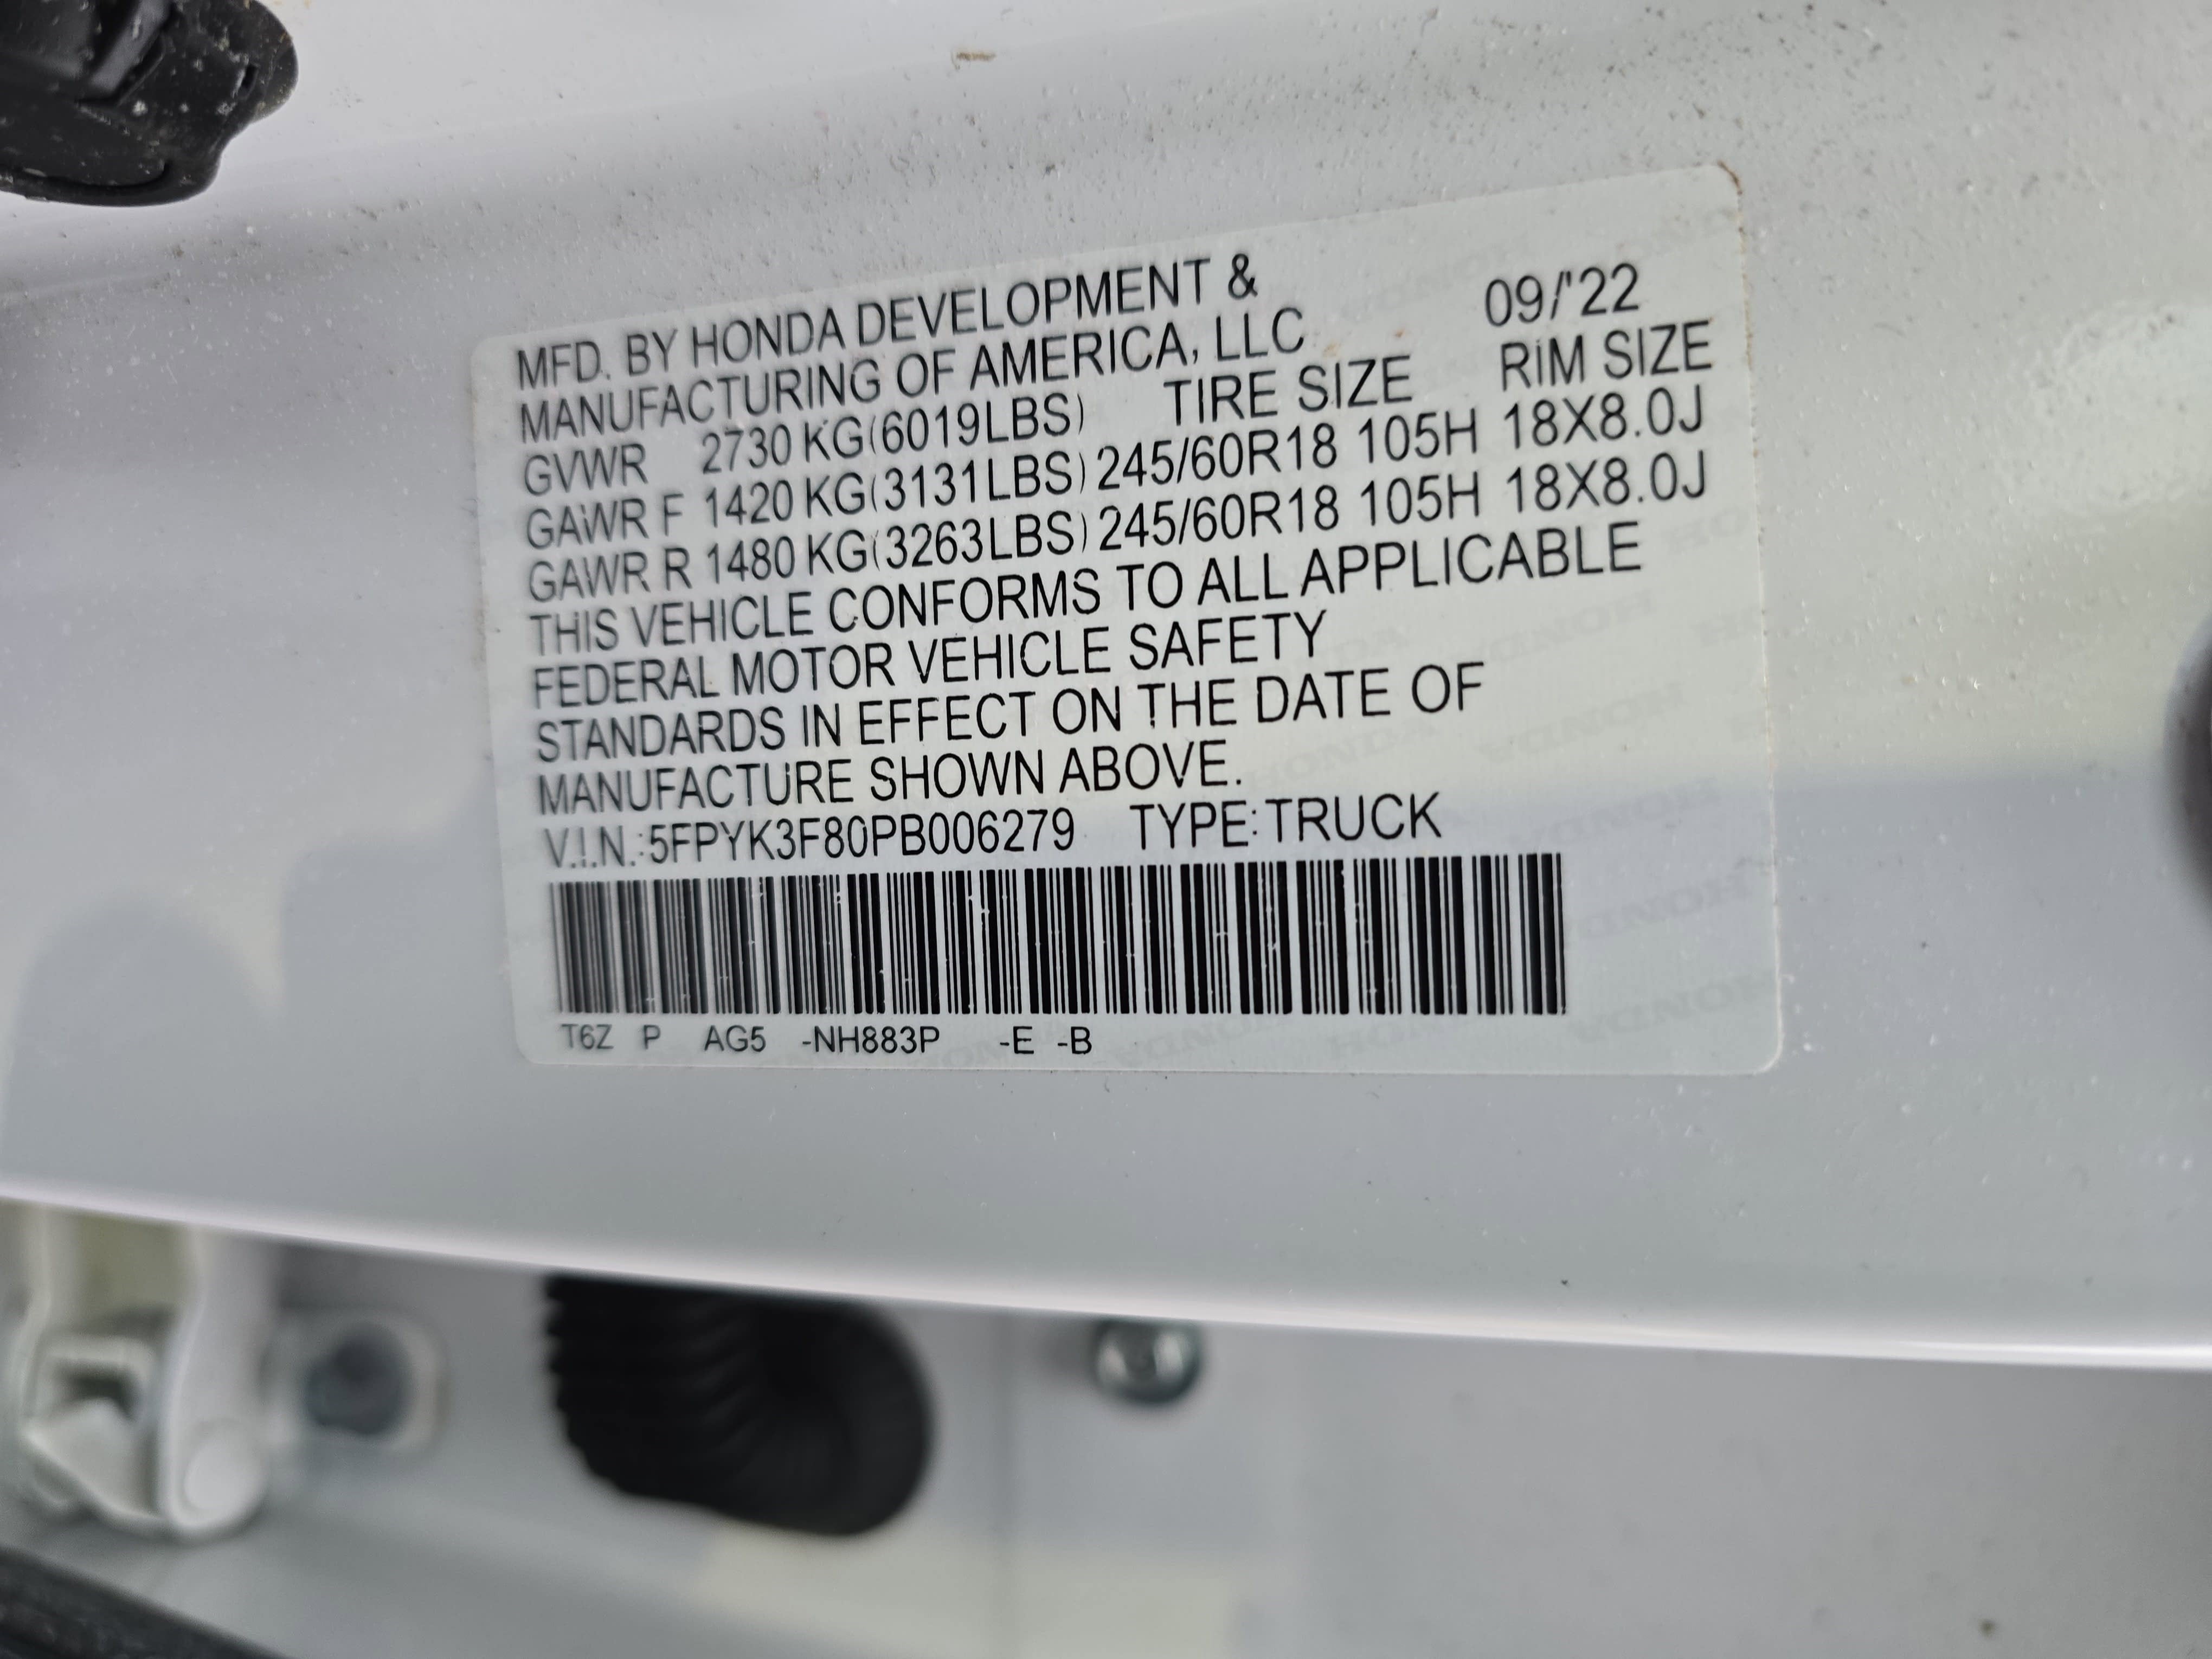 MFD. BY HONDA DEVELOPMENT &
MANUFACTURING OF AMERICA, LLC 09/'22
GVWR 2730 KG(6019LBS) TIRE SIZE RIM SIZE
GAWR F 1420 KG(3131LBS) 245/60R18 105H 18X8.0J
GAWR R 1480 KG(3263LBS) 245/60R18 105H 18X8.0J
THIS VEHICLE CONFORMS TO ALL APPLICABLE
FEDERAL MOTOR VEHICLE SAFETY
STANDARDS IN EFFECT ON THE DATE OF
MANUFACTURE SHOWN ABOVE.
V.I.N.:5FPYK3F80PB006279 TYPE:TRUCK
T6Z P AG5 -NH883P -E -B